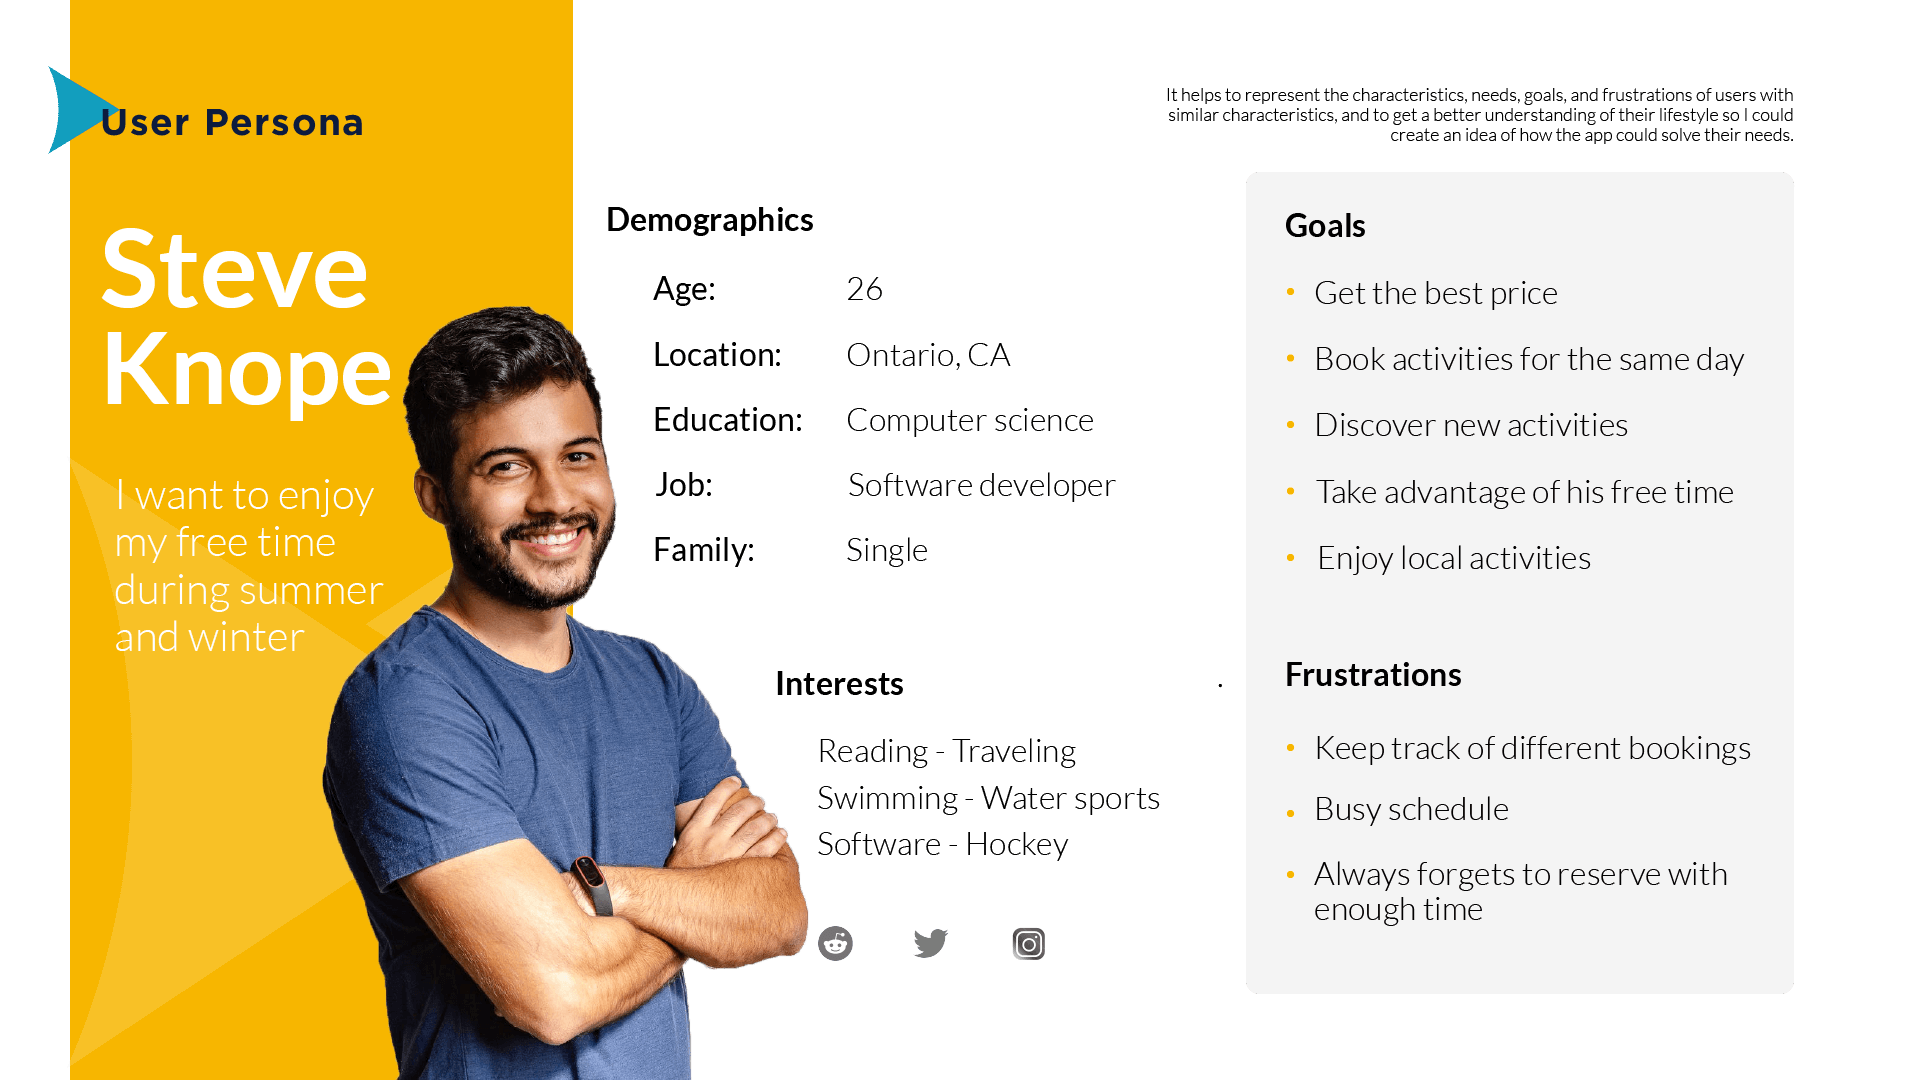 User Persona
It helps to represent the characteristics, needs, goals, and frustrations of users with
similar characteristics, and to get a better understanding of their lifestyle so I could
create an idea of how the app could solve their needs.
Steve
Knope
I want to enjoy
my free time
during summer
and winter
Demographics
Age: 26
Location: Ontario, CA
Education: Computer science
Job: Software developer
Family: Single
Interests
Reading - Traveling
Swimming - Water sports
Software - Hockey
.
Goals
• Get the best price
• Book activities for the same day
• Discover new activities
• Take advantage of his free time
• Enjoy local activities
Frustrations
• Keep track of different bookings
• Busy schedule
• Always forgets to reserve with
enough time